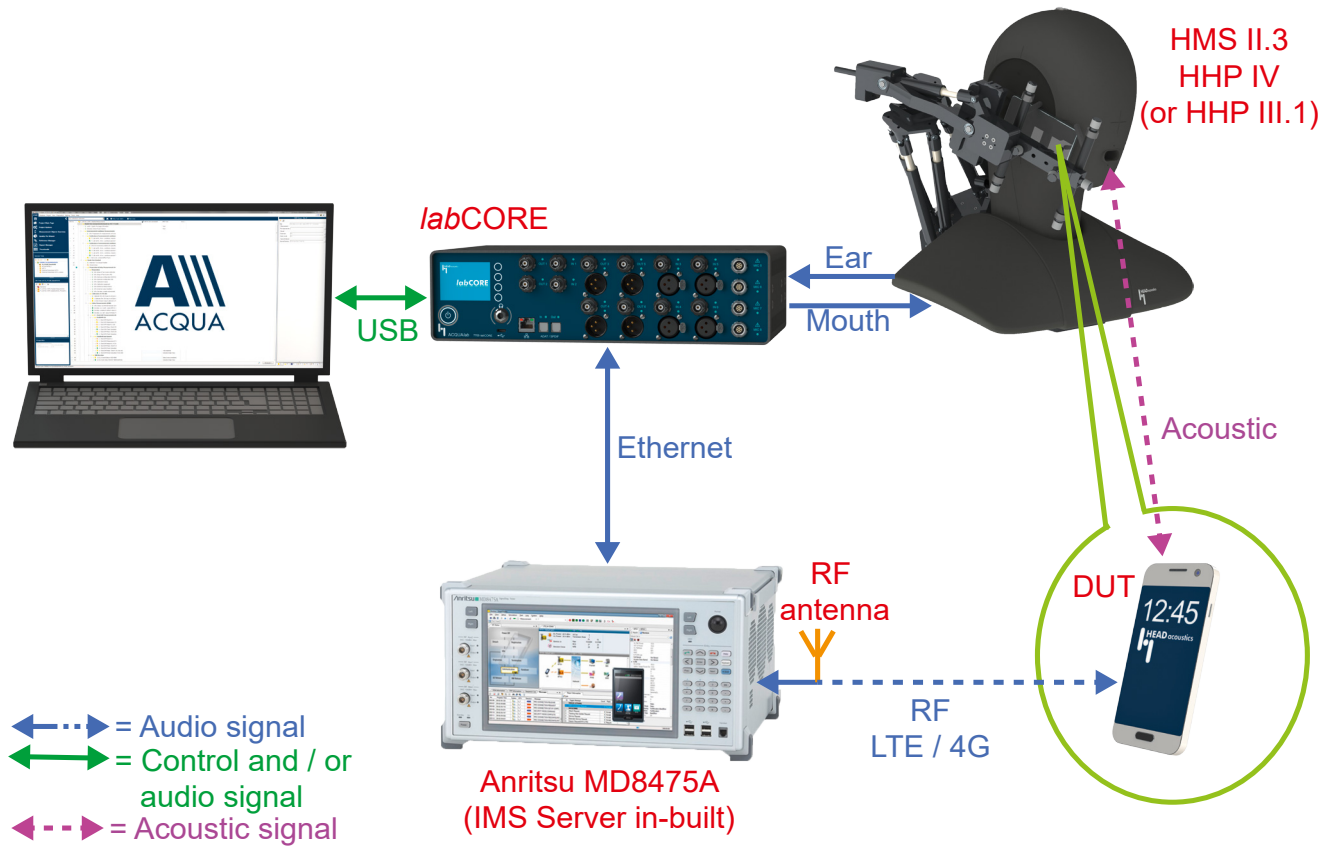 HMS II.3
HHP IV
(or HHP III.1)
labCORE
labCORE
Ear
Mouth
USB
ACQUA
Ethernet
Acoustic
RF
antenna
DUT
12:45
HEAD acoustics
Anritsu
RF
LTE / 4G
Anritsu MD8475A
(IMS Server in-built)
= Audio signal
= Control and / or
audio signal
= Acoustic signal